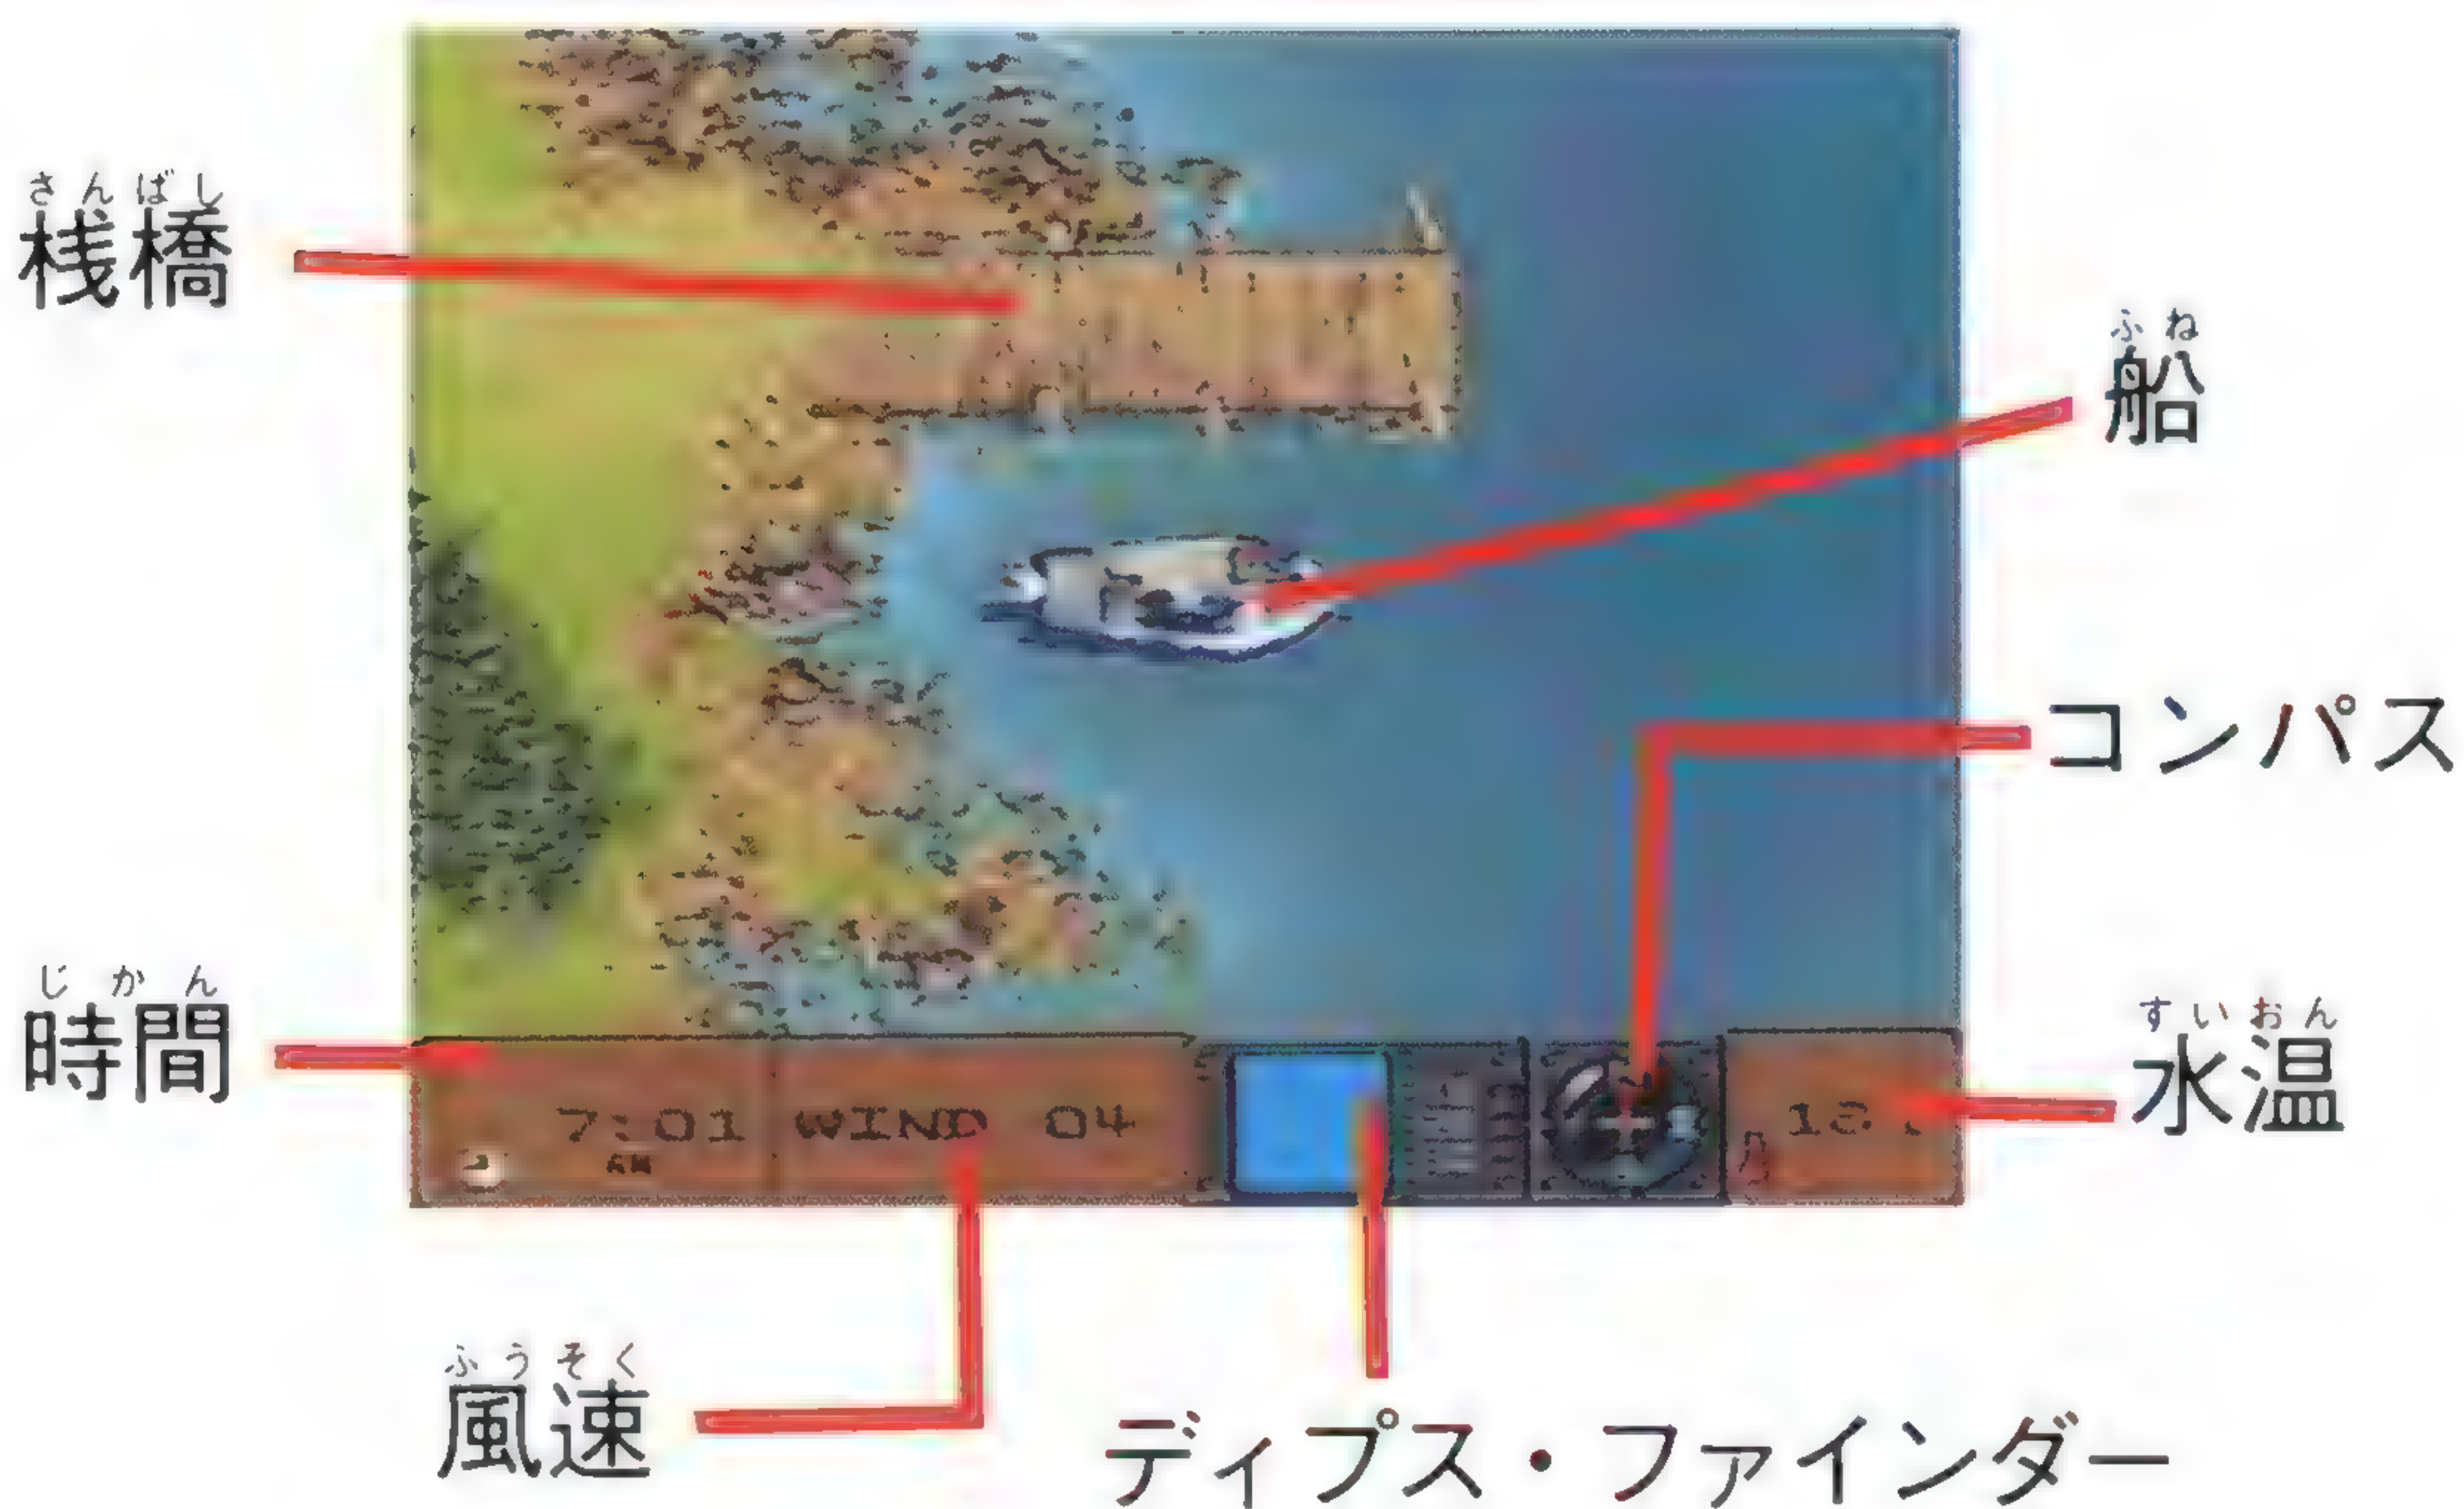 さんばし
桟橋
ふね
船
コンパス
じかん
時間
すいおん
水温
7:01 WIND 04
AM
ふうそく
風速
ディプス・ファインダー